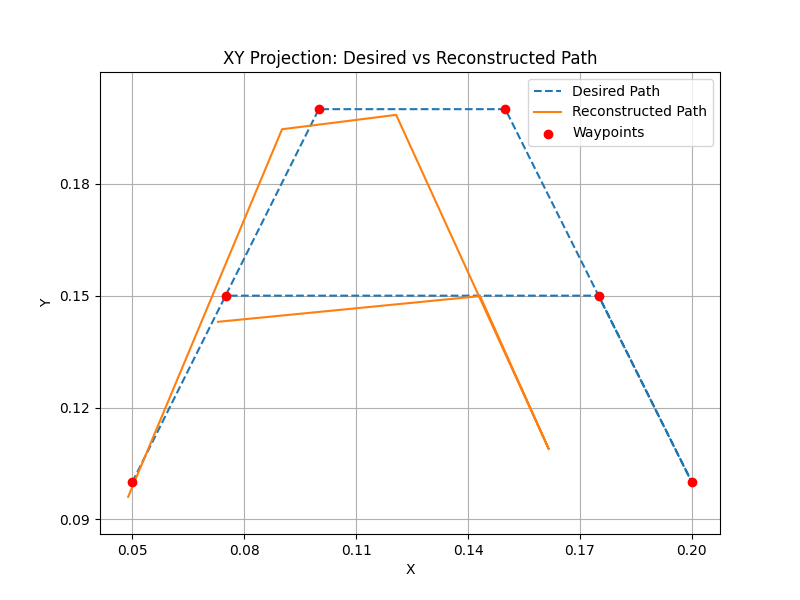 XY Projection: Desired vs Reconstructed Path
Desired Path
Reconstructed Path
Waypoints
Y
0.18
0.15
0.12
0.09
0.05
0.08
0.11
0.14
0.17
0.20
X